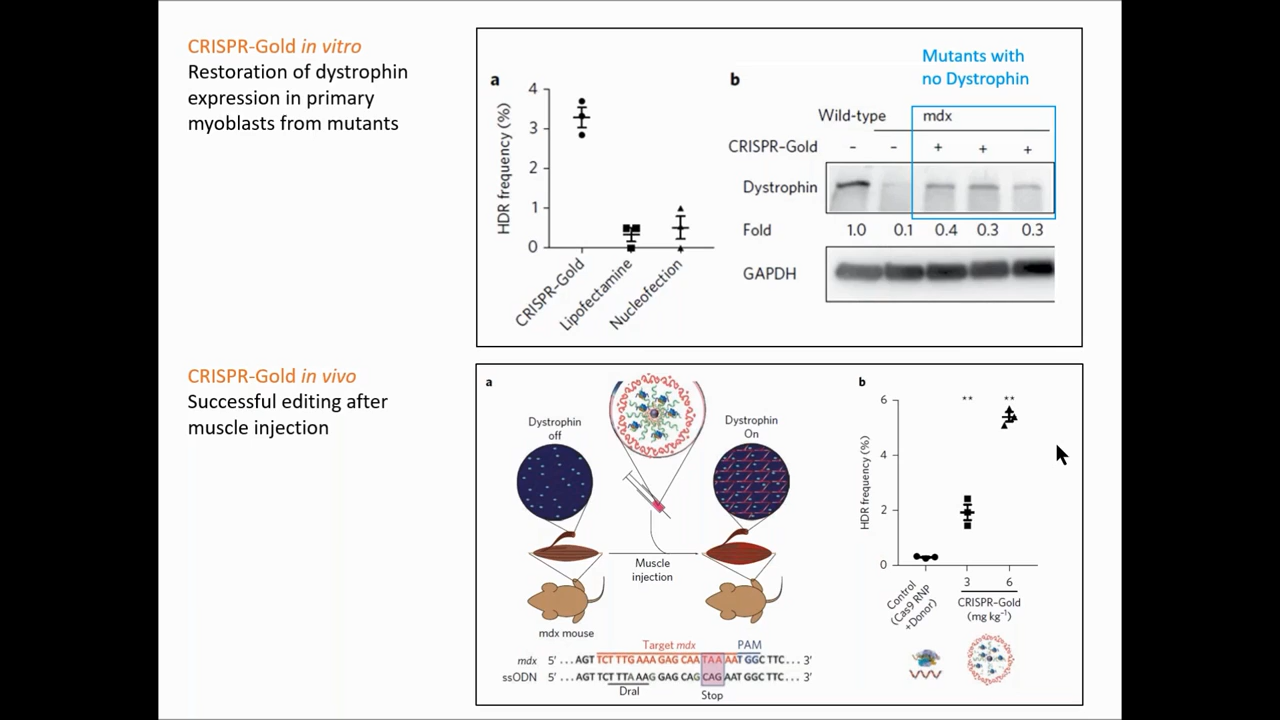 CRISPR-Gold in vitro
Restoration of dystrophin
expression in primary
myoblasts from mutants
a
HDR frequency (%)
4
3
2
1
0
CRISPR–Gold
Lipofectamine
Nucleofection
b
Mutants with
no Dystrophin
Wild-type mdx
CRISPR–Gold - - + + +
Dystrophin
Fold 1.0 0.1 0.4 0.3 0.3
GAPDH
CRISPR-Gold in vivo
Successful editing after
muscle injection
a
Dystrophin
off
Dystrophin
On
Muscle
injection
mdx mouse
Target mdx PAM
mdx 5′ ... AGT TCT TTG AAA GAG CAA TAA AAT GGC TTC ... 3′
ssODN 5′ ... AGT TCT TTA AAG GAG CAG CAG AAT GGC TTC ... 3′
DraI
Stop
b
HDR frequency (%)
6
4
2
0
** **
Control
(Cas9 RNP
+Donor)
3 6
CRISPR–Gold
(mg kg⁻¹)